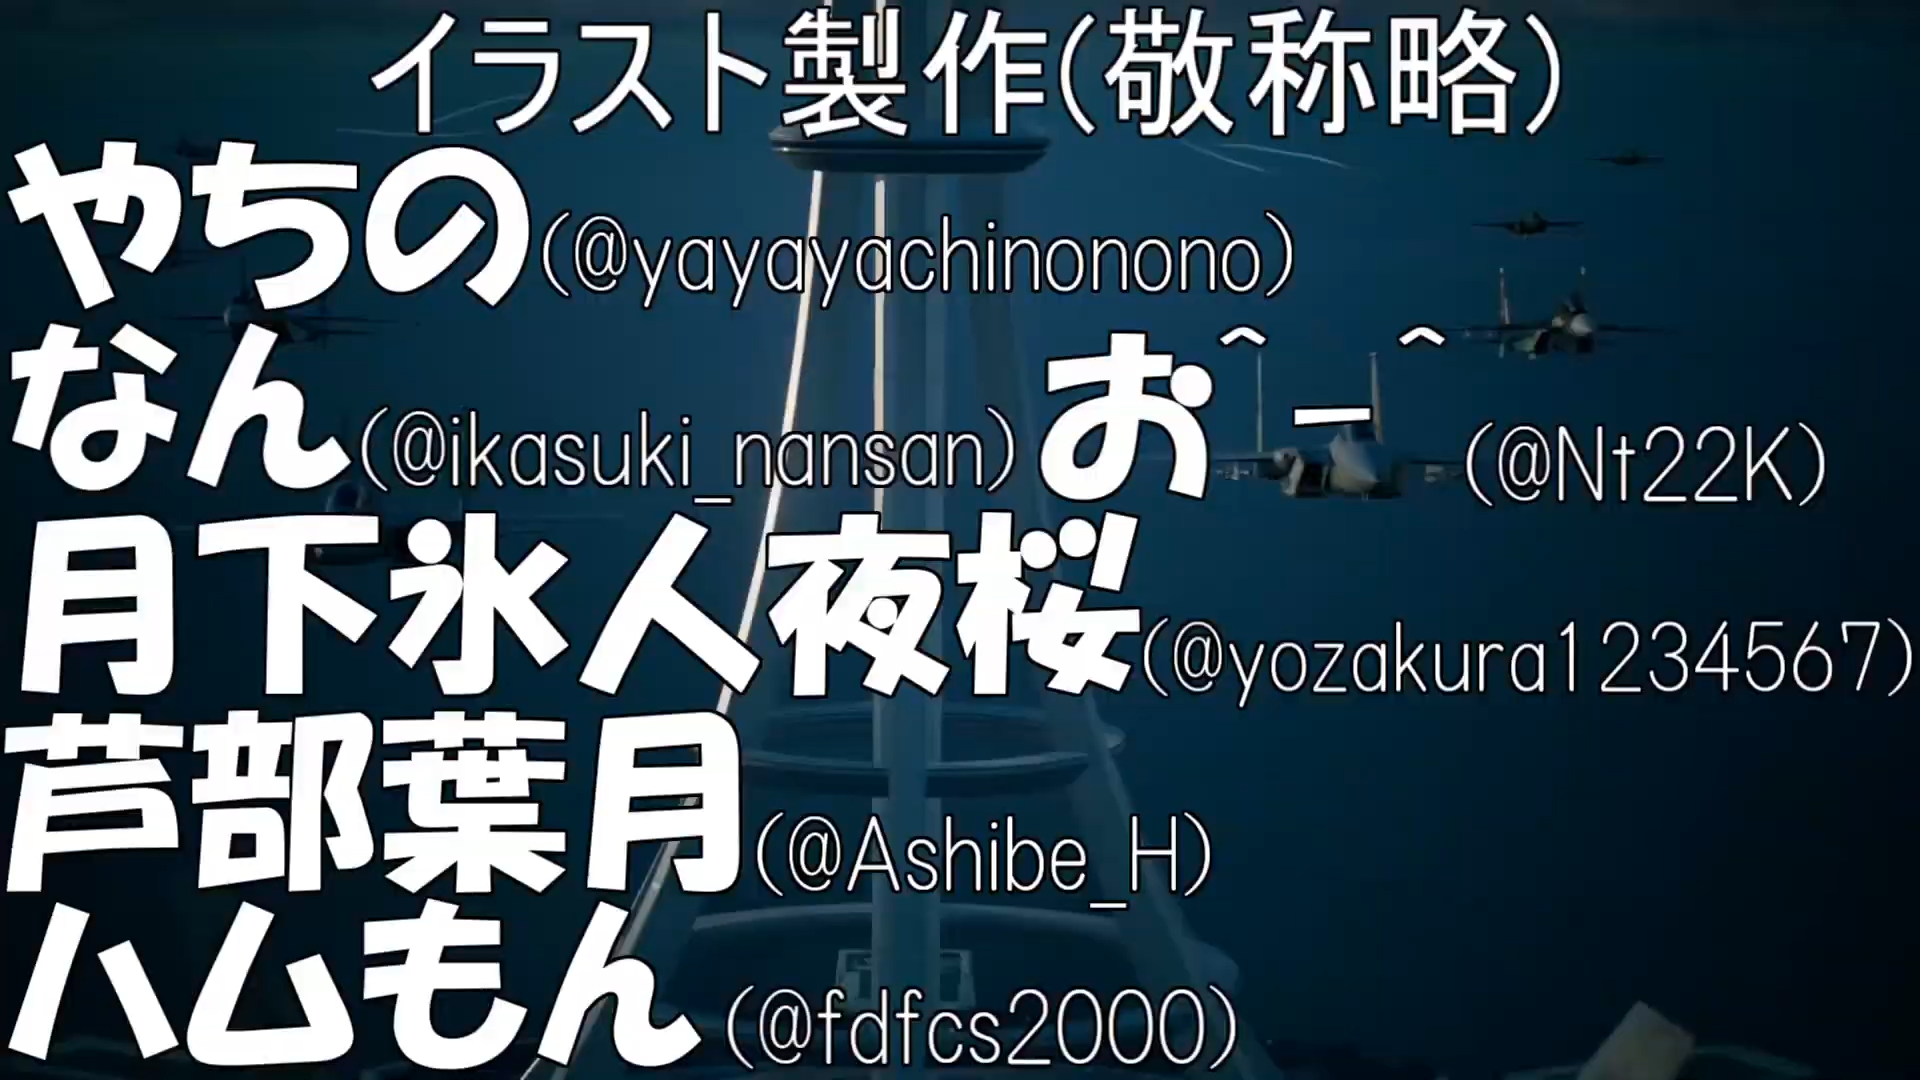 イラスト製作(敬称略)
やちの(@yayayachinonono)
なん(@ikasuki_nansan) お^ - ^(@Nt22K)
月下氷人夜桜(@yozakura1234567)
芦部葉月(@Ashibe_H)
ハムもん(@fdfcs2000)